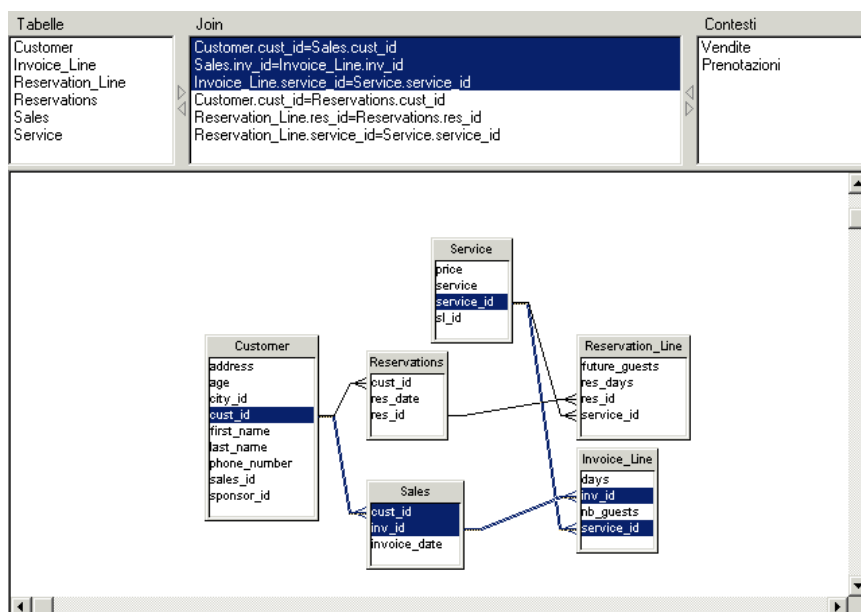 Tabelle
Customer
Invoice_Line
Reservation_Line
Reservations
Sales
Service
Join
Customer.cust_id=Sales.cust_id
Sales.inv_id=Invoice_Line.inv_id
Invoice_Line.service_id=Service.service_id
Customer.cust_id=Reservations.cust_id
Reservation_Line.res_id=Reservations.res_id
Reservation_Line.service_id=Service.service_id
Contesti
Vendite
Prenotazioni
Service
price
service
service_id
sl_id
Customer
address
age
city_id
cust_id
first_name
last_name
phone_number
sales_id
sponsor_id
Reservations
cust_id
res_date
res_id
Reservation_Line
future_guests
res_days
res_id
service_id
Sales
cust_id
inv_id
invoice_date
Invoice_Line
days
inv_id
nb_guests
service_id